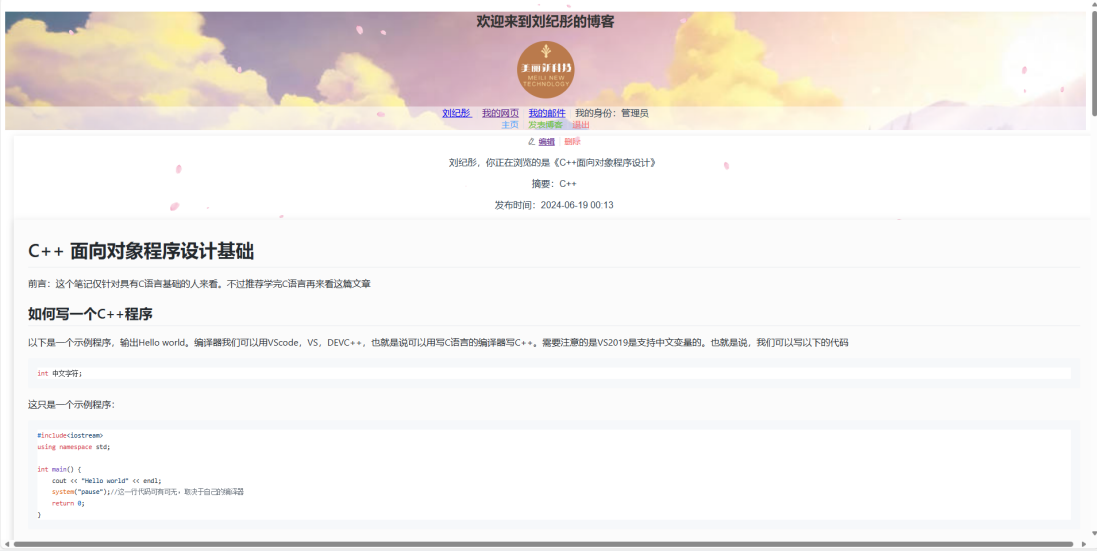 欢迎来到刘纪彤的博客
美丽新科技
MEILI NEW
TECHNOLOGY
刘纪彤 我的网页 我的邮件 我的身份：管理员
主页 发表博客 退出
编辑 删除
刘纪彤，你正在浏览的是《C++面向对象程序设计》
摘要：C++
发布时间：2024-06-19 00:13
C++ 面向对象程序设计基础
前言：这个笔记仅针对具有C语言基础的人来看。不过推荐学完C语言再来看这篇文章
如何写一个C++程序
以下是一个示例程序，输出Hello world。编译器我们可以用VScode，VS，DEVC++，也就是说可以用写C语言的编译器写C++。需要注意的是VS2019是支持中文变量的。也就是说，我们可以写以下的代码
int 中文字符;
这只是一个示例程序：
#include<iostream>
using namespace std;
int main() {
cout << "Hello world" << endl;
system("pause");//这一行代码可有可无，取决于自己的编译器
return 0;
}